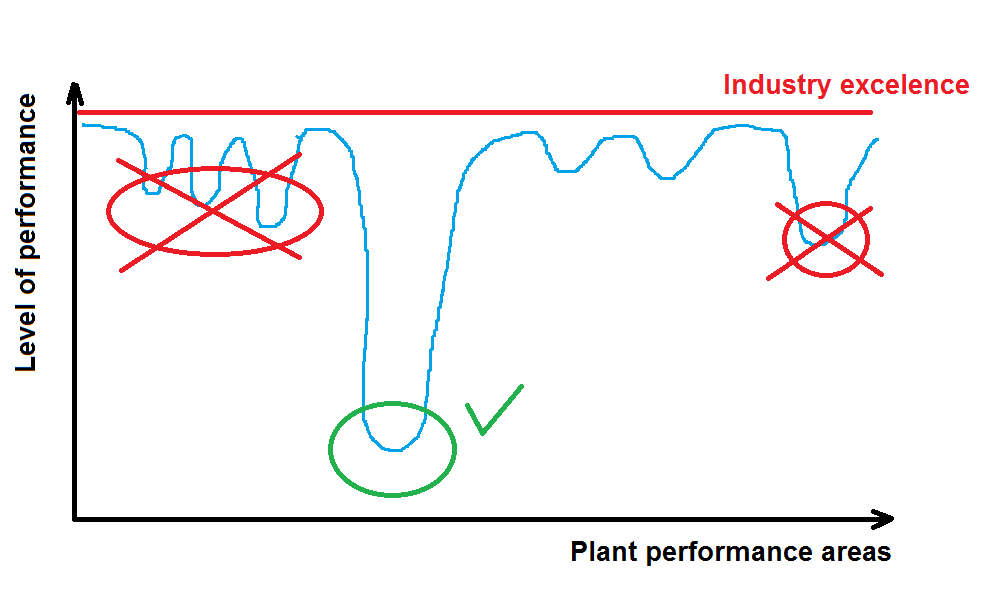 Industry excelence
Level of performance
Plant performance areas